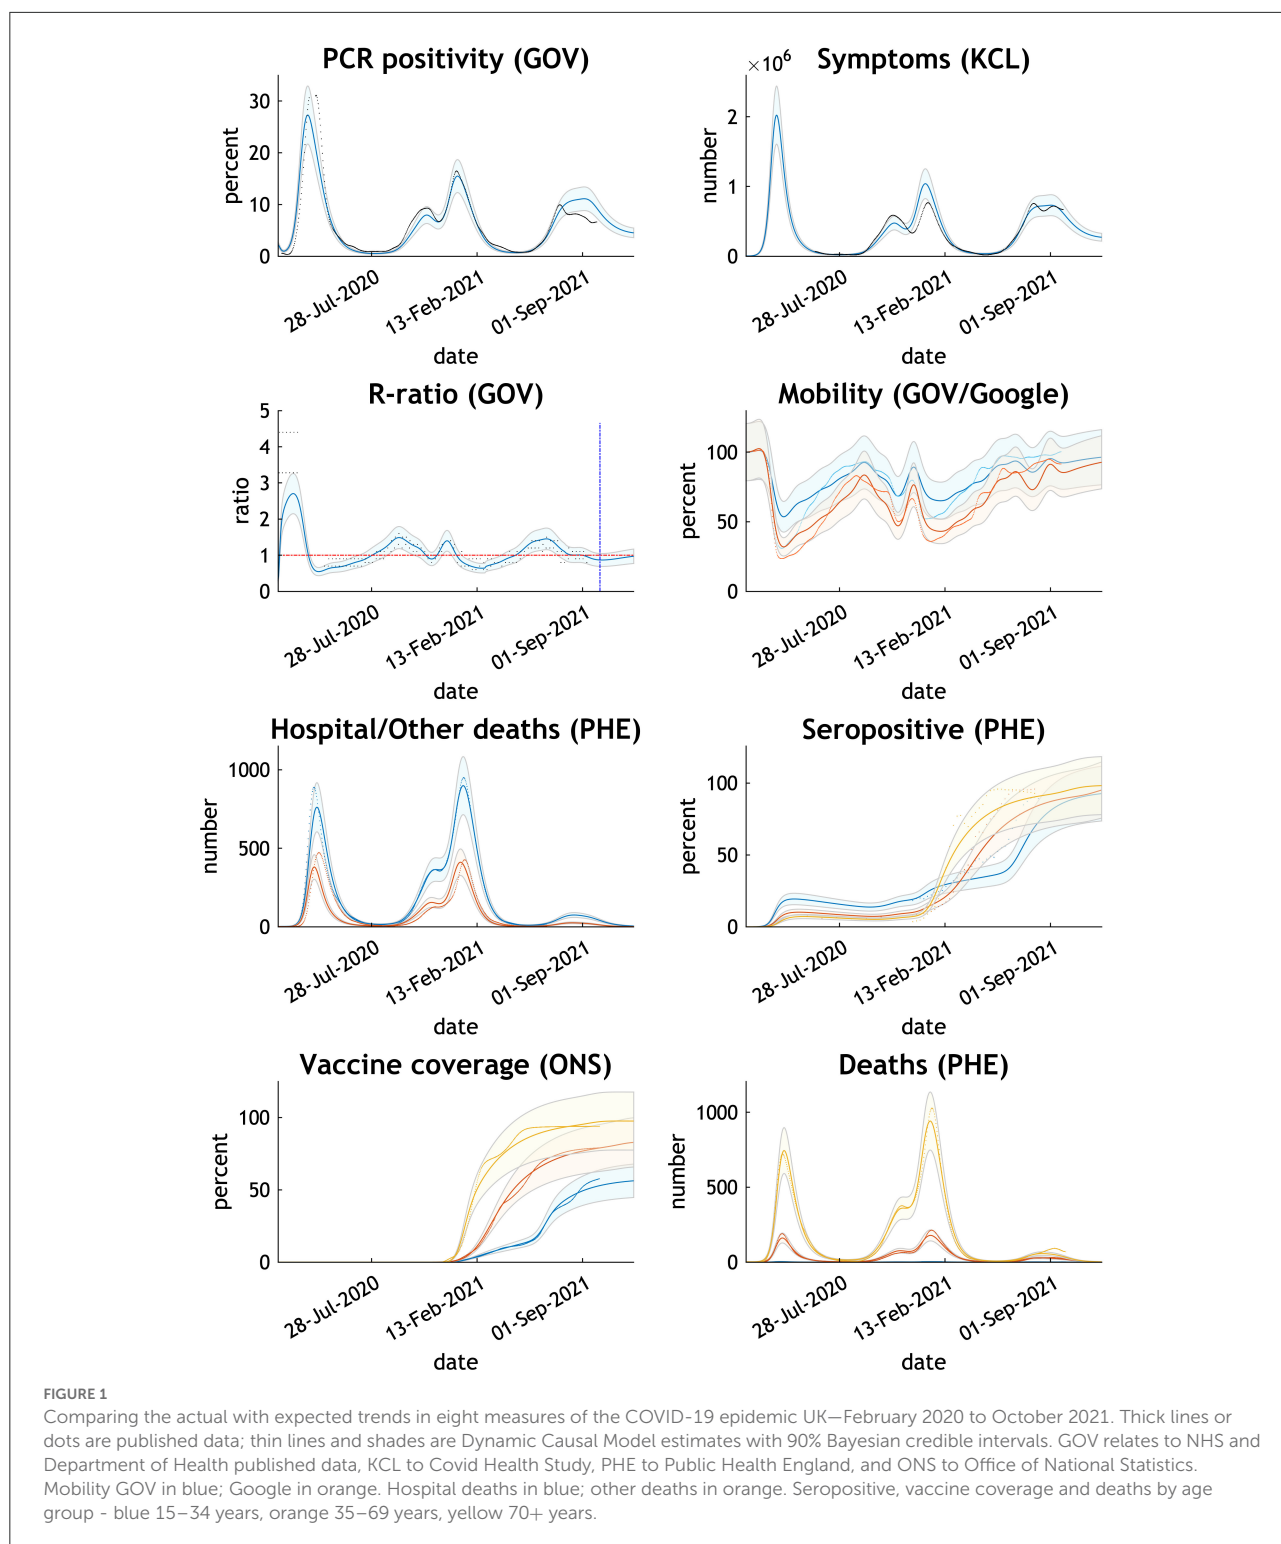 PCR positivity (GOV)
percent
30
20
10
0
28-Jul-2020
13-Feb-2021
01-Sep-2021
date
×10⁶
Symptoms (KCL)
number
2
1
0
28-Jul-2020
13-Feb-2021
01-Sep-2021
date
R-ratio (GOV)
ratio
5
4
3
2
1
0
28-Jul-2020
13-Feb-2021
01-Sep-2021
date
Mobility (GOV/Google)
percent
100
50
0
28-Jul-2020
13-Feb-2021
01-Sep-2021
date
Hospital/Other deaths (PHE)
number
1000
500
0
28-Jul-2020
13-Feb-2021
01-Sep-2021
date
Seropositive (PHE)
percent
100
50
0
28-Jul-2020
13-Feb-2021
01-Sep-2021
date
Vaccine coverage (ONS)
percent
100
50
0
28-Jul-2020
13-Feb-2021
01-Sep-2021
date
Deaths (PHE)
number
1000
500
0
28-Jul-2020
13-Feb-2021
01-Sep-2021
date
FIGURE 1
Comparing the actual with expected trends in eight measures of the COVID-19 epidemic UK—February 2020 to October 2021. Thick lines or
dots are published data; thin lines and shades are Dynamic Causal Model estimates with 90% Bayesian credible intervals. GOV relates to NHS and
Department of Health published data, KCL to Covid Health Study, PHE to Public Health England, and ONS to Office of National Statistics.
Mobility GOV in blue; Google in orange. Hospital deaths in blue; other deaths in orange. Seropositive, vaccine coverage and deaths by age
group - blue 15–34 years, orange 35–69 years, yellow 70+ years.